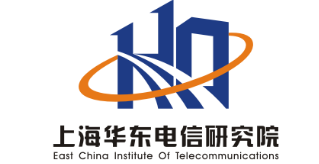 上海华东电信研究院
East China Institute Of Telecommunications